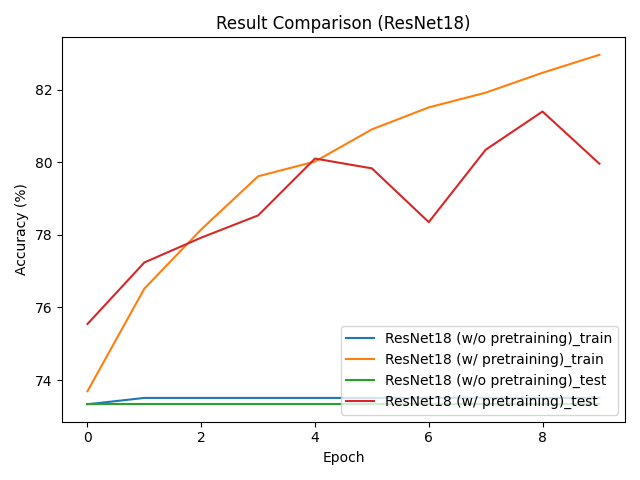 Result Comparison (ResNet18)
Accuracy (%)
82
80
78
76
74
ResNet18 (w/o pretraining)_train
ResNet18 (w/ pretraining)_train
ResNet18 (w/o pretraining)_test
ResNet18 (w/ pretraining)_test
0 2 4 6 8
Epoch